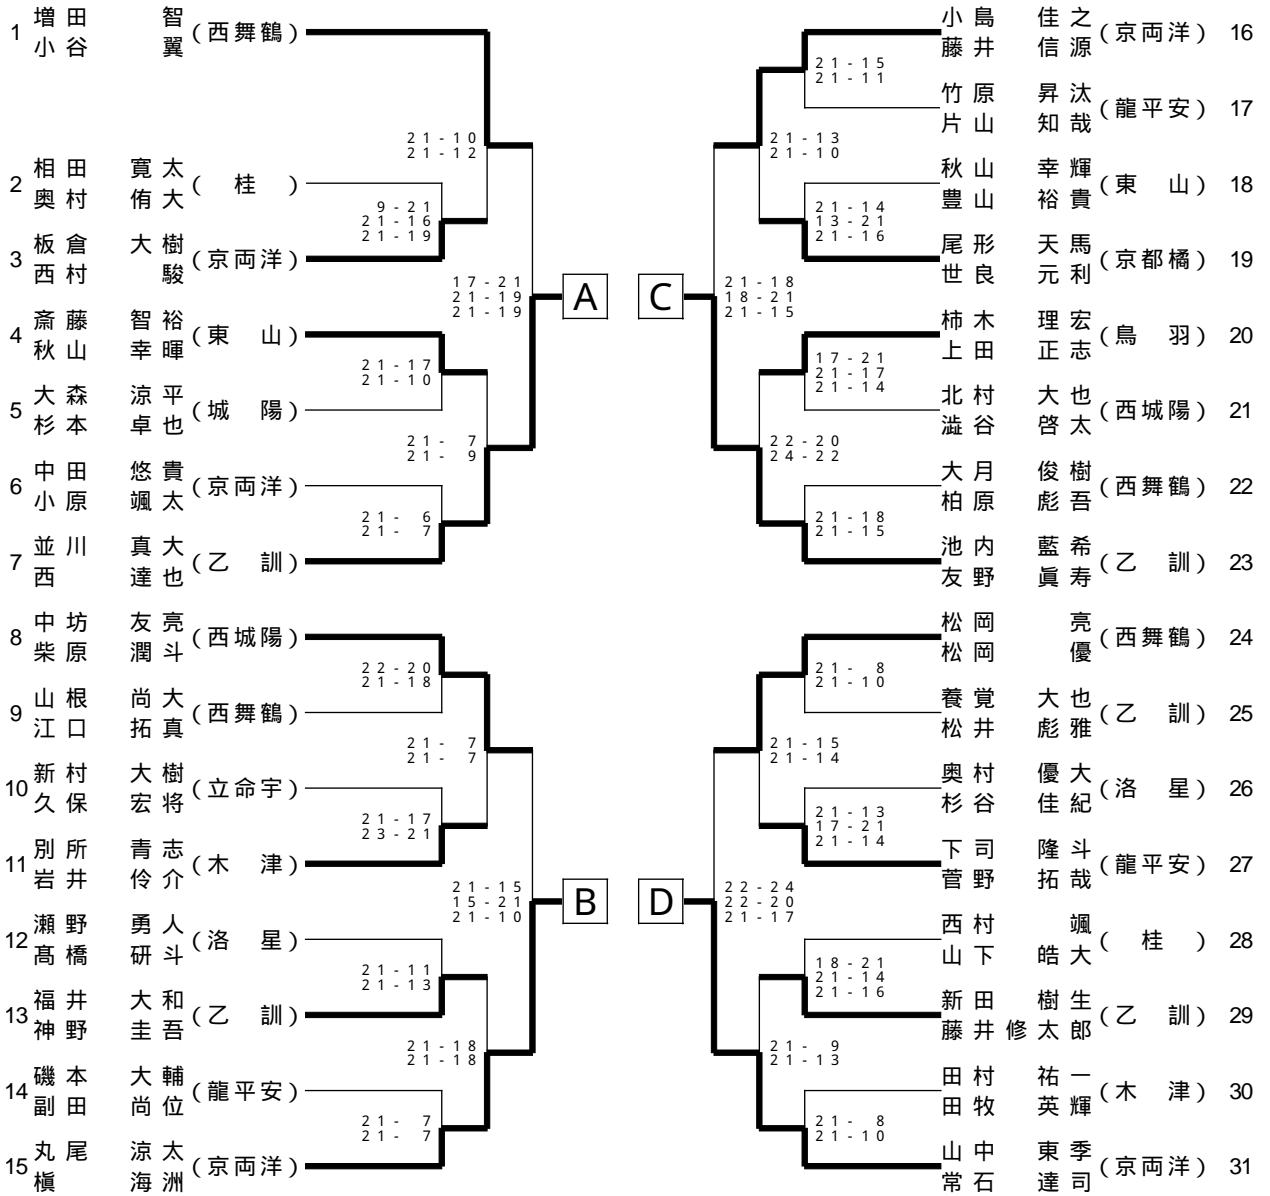 1 増田 智 (西舞鶴)
小谷 翼
21-10
21-12
2 相田 寛太 (桂)
奥村 侑大
9-21
21-16
21-19
3 板倉 大樹 (京両洋)
西村 駿
17-21
21-19
21-19
A
4 斎藤 智裕 (東山)
秋山 幸暉
21-17
21-10
5 大森 涼平 (城陽)
杉本 卓也
21-7
21-9
6 中田 悠貴 (京両洋)
小原 颯太
21-6
21-7
7 並川 真大 (乙訓)
西 達也
8 中坊 友亮 (西城陽)
柴原 潤斗
22-20
21-18
9 山根 尚大 (西舞鶴)
江口 拓真
21-7
21-7
10 新村 大樹 (立命宇)
久保 宏将
21-17
23-21
11 別所 青志 (木津)
岩井 伶介
21-15
15-21
21-10
B
12 瀬野 勇人 (洛星)
髙橋 研斗
21-11
21-13
13 福井 大和 (乙訓)
神野 圭吾
21-18
21-18
14 磯本 大輔 (龍平安)
副田 尚位
21-7
21-7
15 丸尾 涼太 (京両洋)
槇 海洲
小島 佳之 (京両洋) 16
藤井 信源
21-15
21-11
竹原 昇汰 (龍平安) 17
片山 知哉
21-13
21-10
秋山 幸輝 (東山) 18
豊山 裕貴
21-14
13-21
21-16
尾形 天馬 (京都橘) 19
世良 元利
C
21-18
18-21
21-15
柿木 理宏 (鳥羽) 20
上田 正志
17-21
21-17
21-14
北村 大也 (西城陽) 21
澁谷 啓太
22-20
24-22
大月 俊樹 (西舞鶴) 22
柏原 彪吾
21-18
21-15
池内 藍希 (乙訓) 23
友野 眞寿
松岡 亮 (西舞鶴) 24
松岡 優
21-8
21-10
養覚 大也 (乙訓) 25
松井 彪雅
21-15
21-14
奥村 優大 (洛星) 26
杉谷 佳紀
21-13
17-21
21-14
下司 隆斗 (龍平安) 27
菅野 拓哉
D
22-24
22-20
21-17
西村 颯 (桂) 28
山下 皓大
18-21
21-14
21-16
新田 樹生 (乙訓) 29
藤井修太郎
21-9
21-13
田村 祐一 (木津) 30
田牧 英輝
21-8
21-10
山中 東季 (京両洋) 31
常石 達司